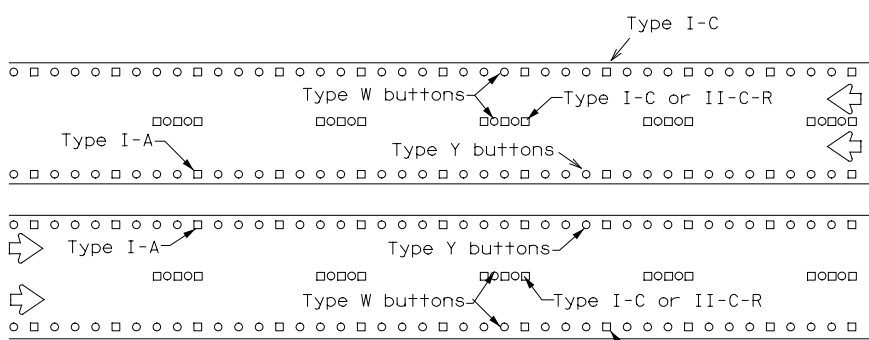 Type I-C
Type W buttons
Type I-C or II-C-R
Type I-A
Type Y buttons
Type I-A
Type Y buttons
Type W buttons
Type I-C or II-C-R